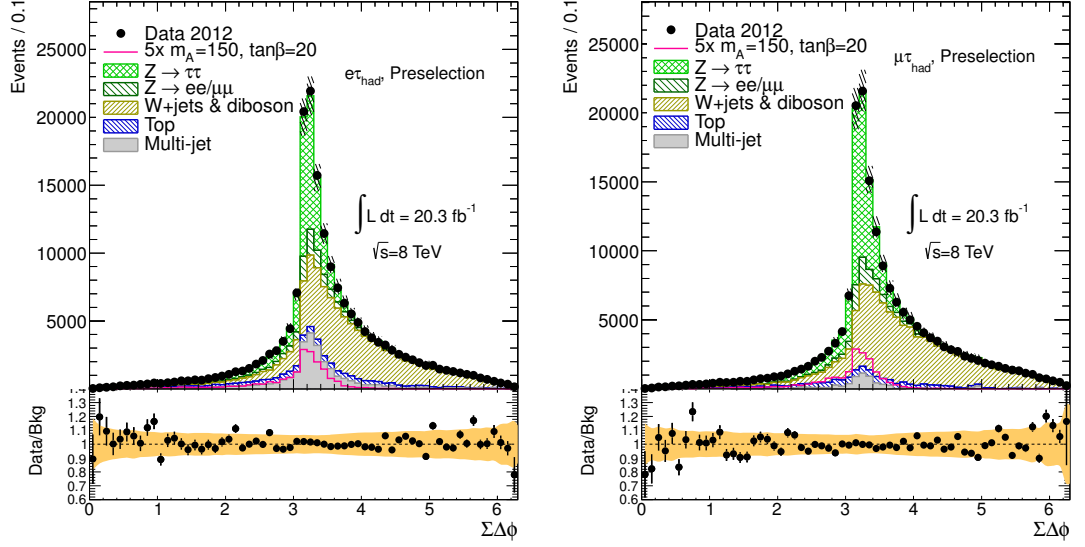 Events / 0.1
25000
20000
15000
10000
5000
Data 2012
5x m_A=150, tanβ=20
Z → ττ
Z → ee/μμ
W+jets & diboson
Top
Multi-jet
eτ_had, Preselection
∫ L dt = 20.3 fb⁻¹
√s=8 TeV
Data/Bkg
1.3
1.2
1.1
1.0
0.9
0.8
0.7
0.6
0 1 2 3 4 5 6
ΣΔϕ
Events / 0.1
25000
20000
15000
10000
5000
Data 2012
5x m_A=150, tanβ=20
Z → ττ
Z → ee/μμ
W+jets & diboson
Top
Multi-jet
μτ_had, Preselection
∫ L dt = 20.3 fb⁻¹
√s=8 TeV
Data/Bkg
1.3
1.2
1.1
1.0
0.9
0.8
0.7
0.6
0 1 2 3 4 5 6
ΣΔϕ